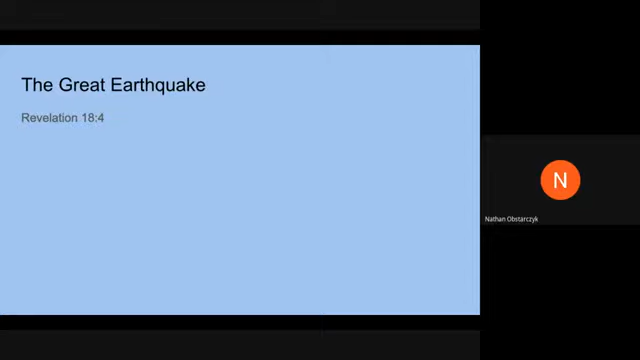 The Great Earthquake
Revelation 18:4
N
Nathan Obstarczyk